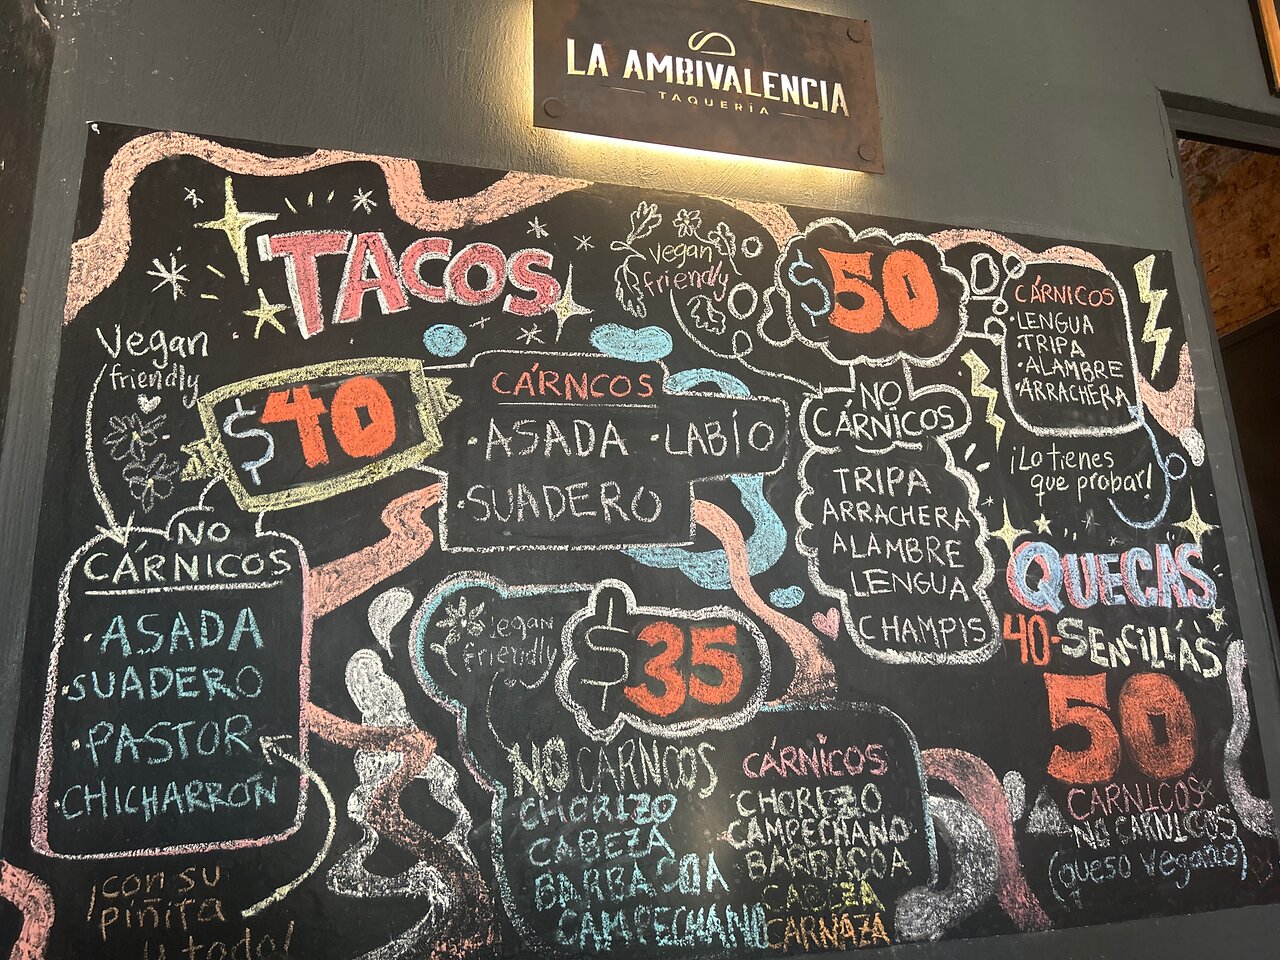 LA AMBIVALENCIA
TAQUERÍA
TACOS
Vegan
friendly
$40
CÁRNCOS
·ASADA ·LABÍO
·SUADERO
NO
CÁRNICOS
·ASADA
·SUADERO
·PASTOR
·CHICHARRÓN
¡con su
piñita
y todo!
vegan
friendly
$50
CÁRNICOS
·LENGUA
·TRIPA
·ALAMBRE
·ARRACHERA
¡Lo tienes
que probar!
NO
CÁRNICOS
TRIPA
ARRACHERA
ALAMBRE
LENGUA
CHAMPIS
vegan
friendly
$35
NO CARNCOS
CHORIZO
CABEZA
BARBACOA
CAMPECHANO
CÁRNICOS
CHORIZO
CAMPECHANO
BARBACOA
CABEZA
CARNAZA
QUECAS
40-SENCILLAS
50
CARNICOS
NO CARNICOS
(queso vegano)